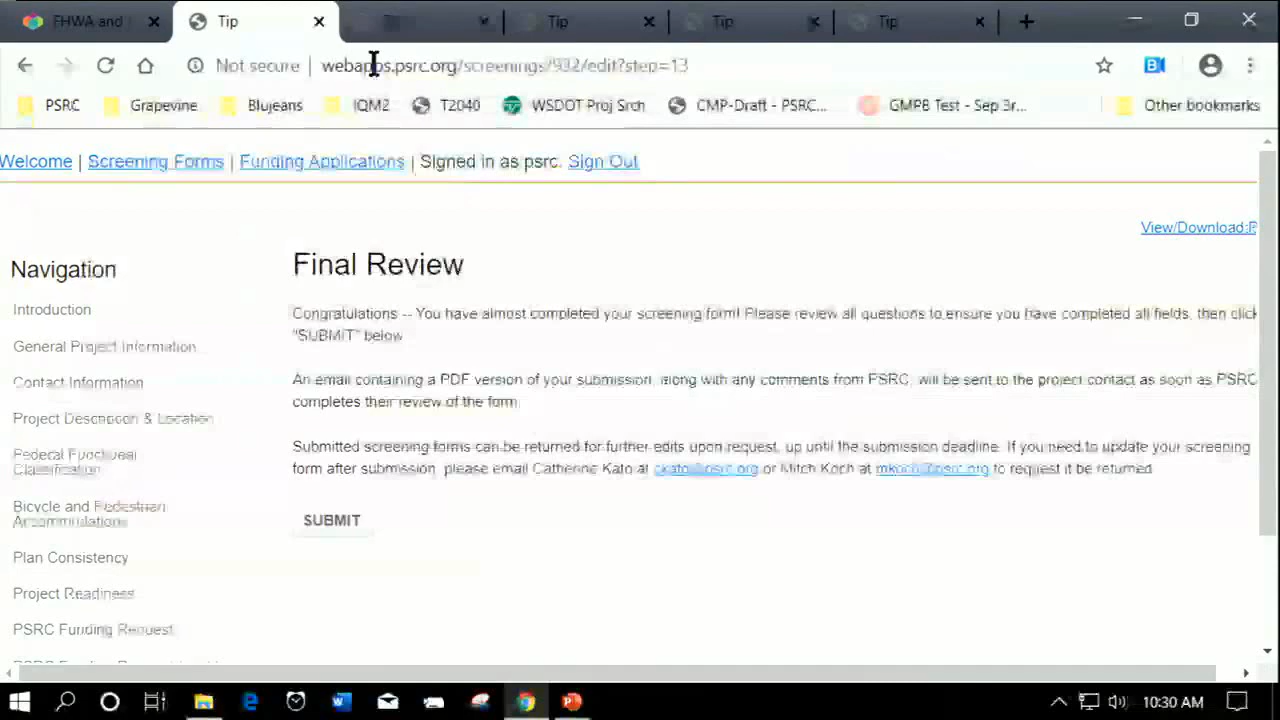 FHWA and
Tip
Tip
Tip
Tip
Not secure | webapps.psrc.org/screenings/932/edit?step=13
PSRC
Grapevine
Blujeans
IQM2
T2040
WSDOT Proj Srch
CMP-Draft - PSRC...
GMPB Test - Sep 3r...
Other bookmarks
Welcome | Screening Forms | Funding Applications | Signed in as psrc. Sign Out
View/Download
Navigation
Introduction
General Project Information
Contact Information
Project Description & Location
Federal Functional
Classification
Bicycle and Pedestrian
Accommodations
Plan Consistency
Project Readiness
PSRC Funding Request
Final Review
Congratulations -- You have almost completed your screening form! Please review all questions to ensure you have completed all fields, then click
"SUBMIT" below
An email containing a PDF version of your submission, along with any comments from PSRC, will be sent to the project contact as soon as PSRC
completes their review of the form
Submitted screening forms can be returned for further edits upon request, up until the submission deadline. If you need to update your screening
form after submission, please email Catherine Kato at ckato@psrc.org or Mitch Koch at mkoch@psrc.org to request it be returned
SUBMIT
10:30 AM